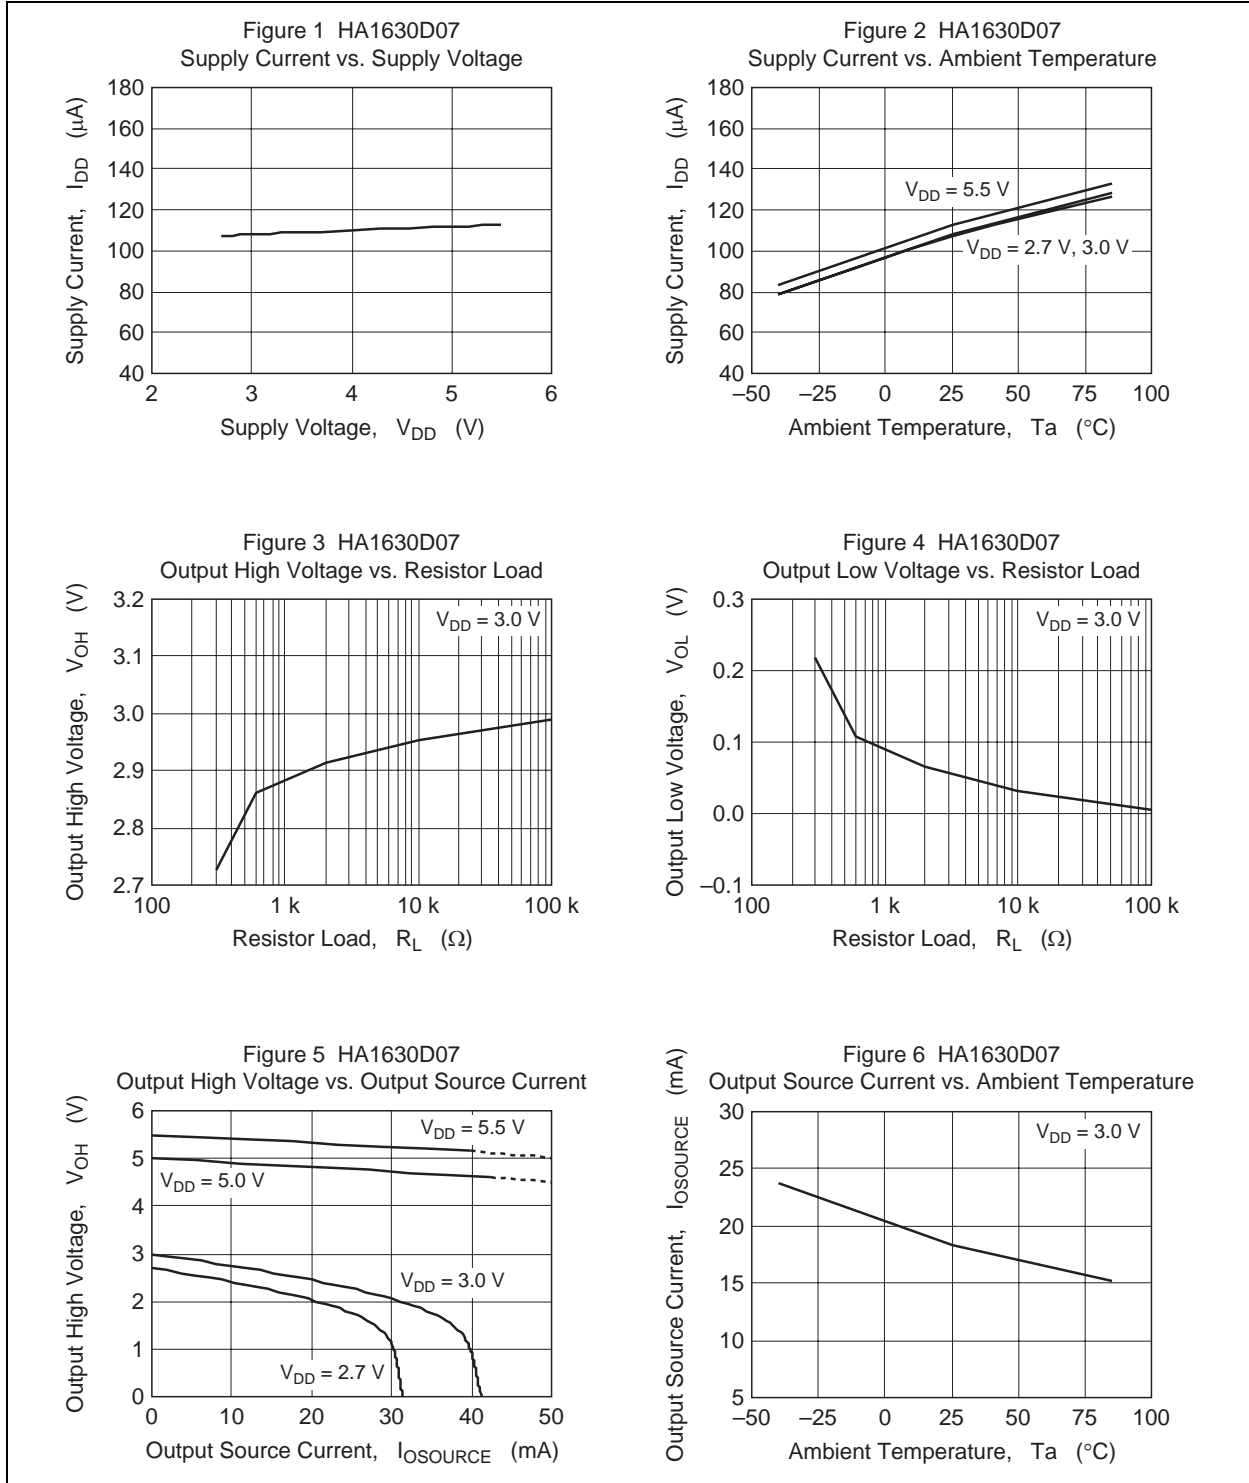 Figure 1 HA1630D07
Supply Current vs. Supply Voltage
Supply Current, IDD (μA)
180
160
140
120
100
80
60
40
2 3 4 5 6
Supply Voltage, VDD (V)
Figure 2 HA1630D07
Supply Current vs. Ambient Temperature
Supply Current, IDD (μA)
180
160
140
120
100
80
60
40
VDD = 5.5 V
VDD = 2.7 V, 3.0 V
–50 –25 0 25 50 75 100
Ambient Temperature, Ta (°C)
Figure 3 HA1630D07
Output High Voltage vs. Resistor Load
Output High Voltage, VOH (V)
3.2
3.1
3.0
2.9
2.8
2.7
VDD = 3.0 V
100 1 k 10 k 100 k
Resistor Load, RL (Ω)
Figure 4 HA1630D07
Output Low Voltage vs. Resistor Load
Output Low Voltage, VOL (V)
0.3
0.2
0.1
0.0
–0.1
VDD = 3.0 V
100 1 k 10 k 100 k
Resistor Load, RL (Ω)
Figure 5 HA1630D07
Output High Voltage vs. Output Source Current
Output High Voltage, VOH (V)
6
5
4
3
2
1
0
VDD = 5.5 V
VDD = 5.0 V
VDD = 3.0 V
VDD = 2.7 V
0 10 20 30 40 50
Output Source Current, IOSOURCE (mA)
Figure 6 HA1630D07
Output Source Current vs. Ambient Temperature
Output Source Current, IOSOURCE (mA)
30
25
20
15
10
5
VDD = 3.0 V
–50 –25 0 25 50 75 100
Ambient Temperature, Ta (°C)